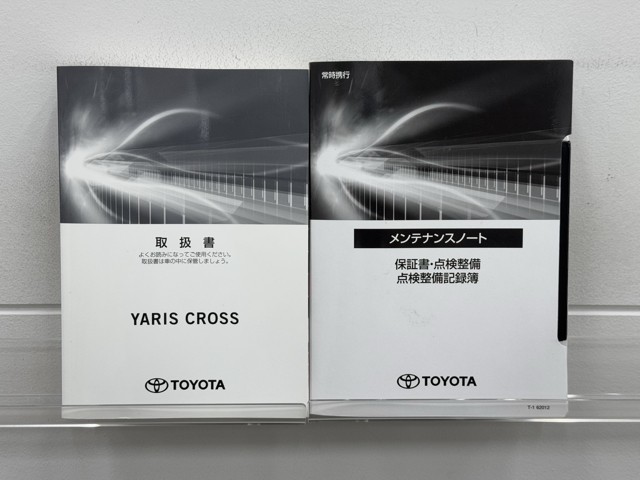 取扱書
よくお読みになってご使用ください。
取扱書は車の中に保管しましょう。
YARIS CROSS
TOYOTA
常時携行
メンテナンスノート
保証書・点検整備
点検整備記録簿
TOYOTA
T-1 62012